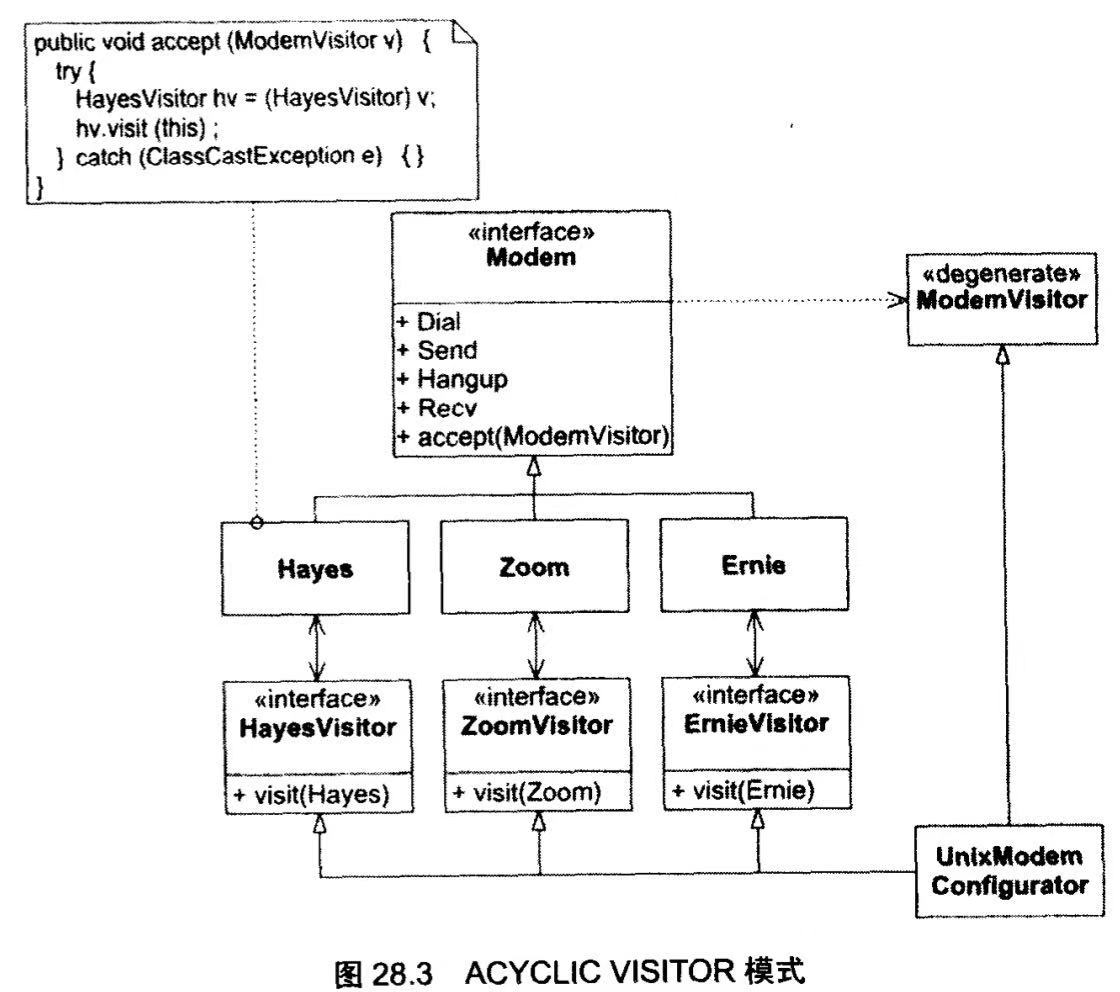 public void accept (ModemVisitor v) {
try {
HayesVisitor hv = (HayesVisitor) v;
hv.visit (this) ;
} catch (ClassCastException e) { }
}
«interface»
Modem
+ Dial
+ Send
+ Hangup
+ Recv
+ accept(ModemVisitor)
«degenerate»
ModemVisitor
Hayes
Zoom
Ernie
«interface»
HayesVisitor
+ visit(Hayes)
«interface»
ZoomVisitor
+ visit(Zoom)
«interface»
ErnieVisitor
+ visit(Ernie)
UnixModem
Configurator
图 28.3 ACYCLIC VISITOR 模式